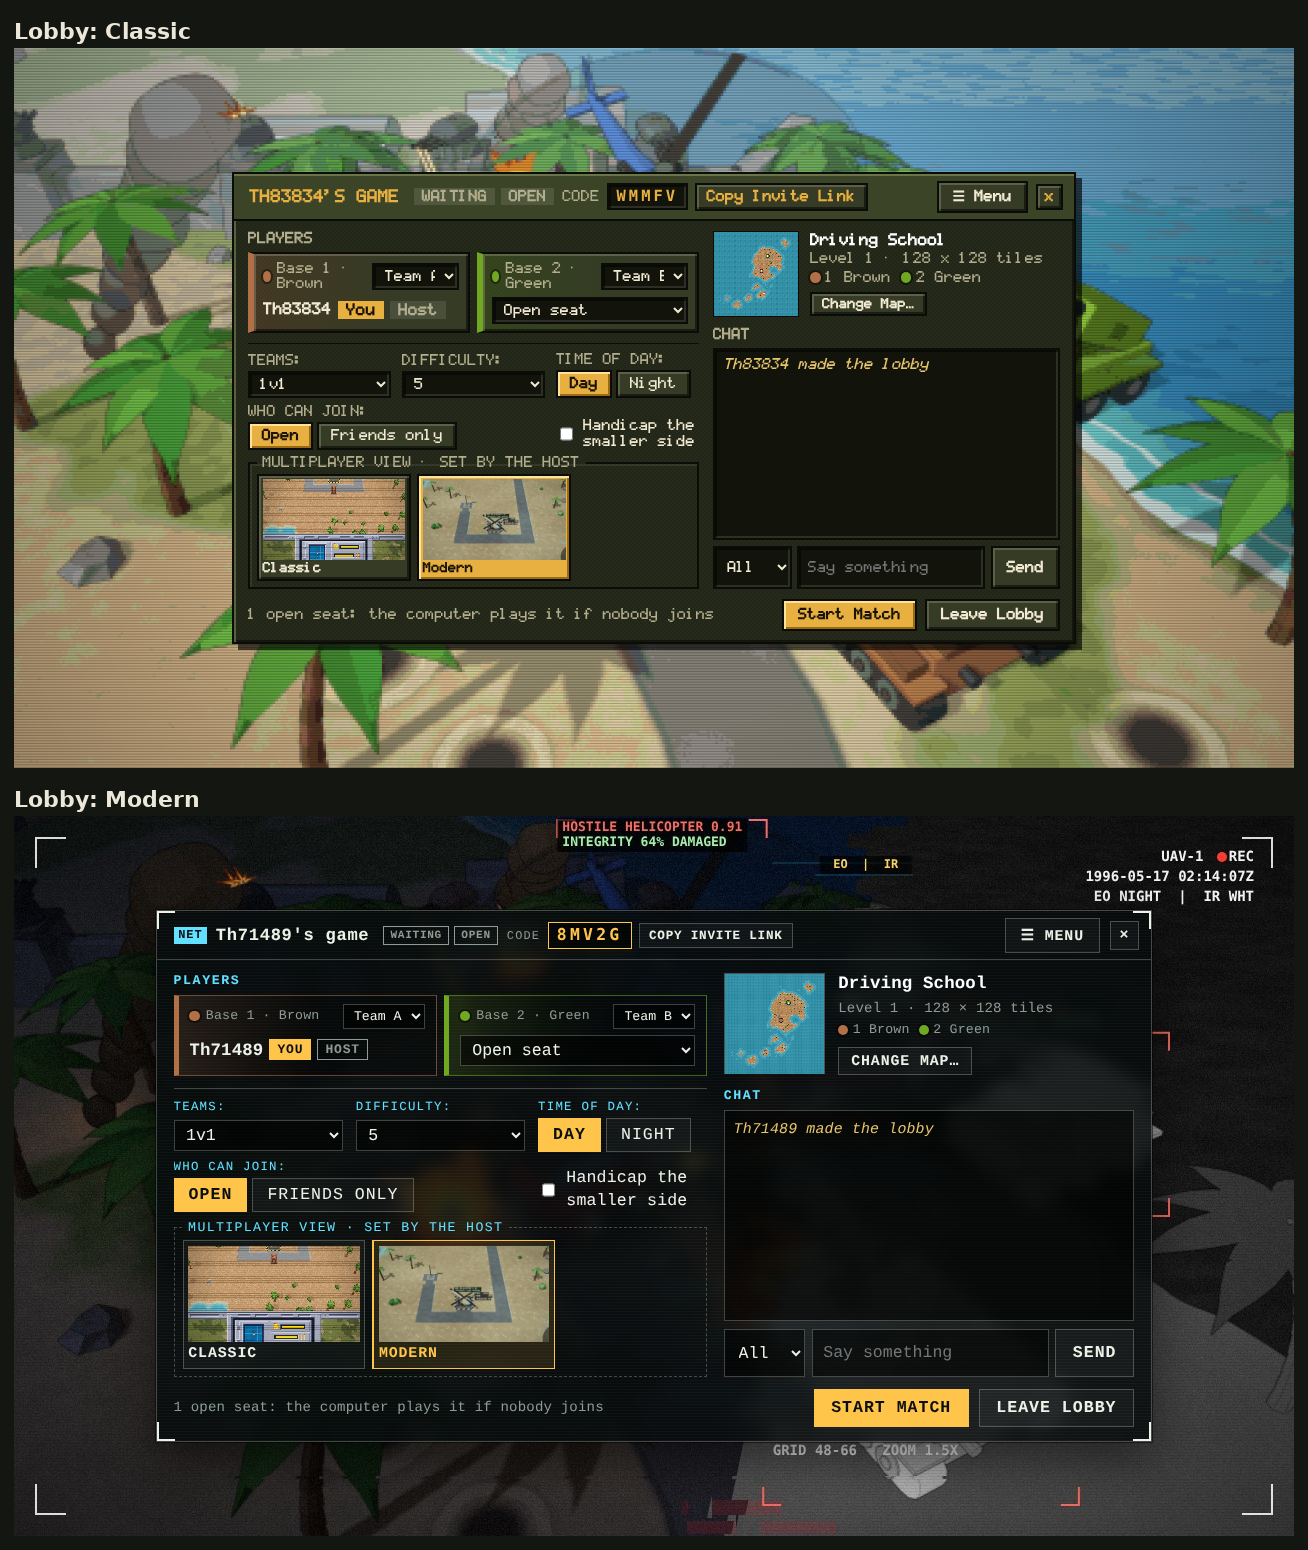 Lobby: Classic
TH83834'S GAME WAITING OPEN CODE WMMFV Copy Invite Link ☰ Menu ×
PLAYERS
Base 1 · Brown Team A
Th83834 You Host
Base 2 · Green Team B
Open seat
Driving School
Level 1 · 128 × 128 tiles
1 Brown 2 Green
Change Map…
TEAMS: DIFFICULTY: TIME OF DAY:
1v1 5 Day Night
WHO CAN JOIN:
Open Friends only
Handicap the
smaller side
MULTIPLAYER VIEW · SET BY THE HOST
Classic Modern
CHAT
Th83834 made the lobby
All Say something Send
1 open seat: the computer plays it if nobody joins
Start Match Leave Lobby
Lobby: Modern
HOSTILE HELICOPTER 0.91
INTEGRITY 64% DAMAGED
EO | IR
UAV-1 REC
1996-05-17 02:14:07Z
EO NIGHT | IR WHT
NET Th71489's game WAITING OPEN CODE 8MV2G COPY INVITE LINK ☰ MENU ×
PLAYERS
Base 1 · Brown Team A
Th71489 YOU HOST
Base 2 · Green Team B
Open seat
Driving School
Level 1 · 128 × 128 tiles
1 Brown 2 Green
CHANGE MAP…
TEAMS: DIFFICULTY: TIME OF DAY:
1v1 5 DAY NIGHT
WHO CAN JOIN:
OPEN FRIENDS ONLY
Handicap the
smaller side
MULTIPLAYER VIEW · SET BY THE HOST
CLASSIC MODERN
CHAT
Th71489 made the lobby
All Say something SEND
1 open seat: the computer plays it if nobody joins
START MATCH LEAVE LOBBY
GRID 48-66 ZOOM 1.5X